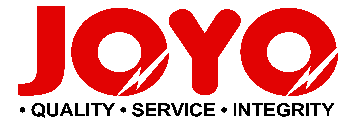 JOYO
• QUALITY • SERVICE • INTEGRITY